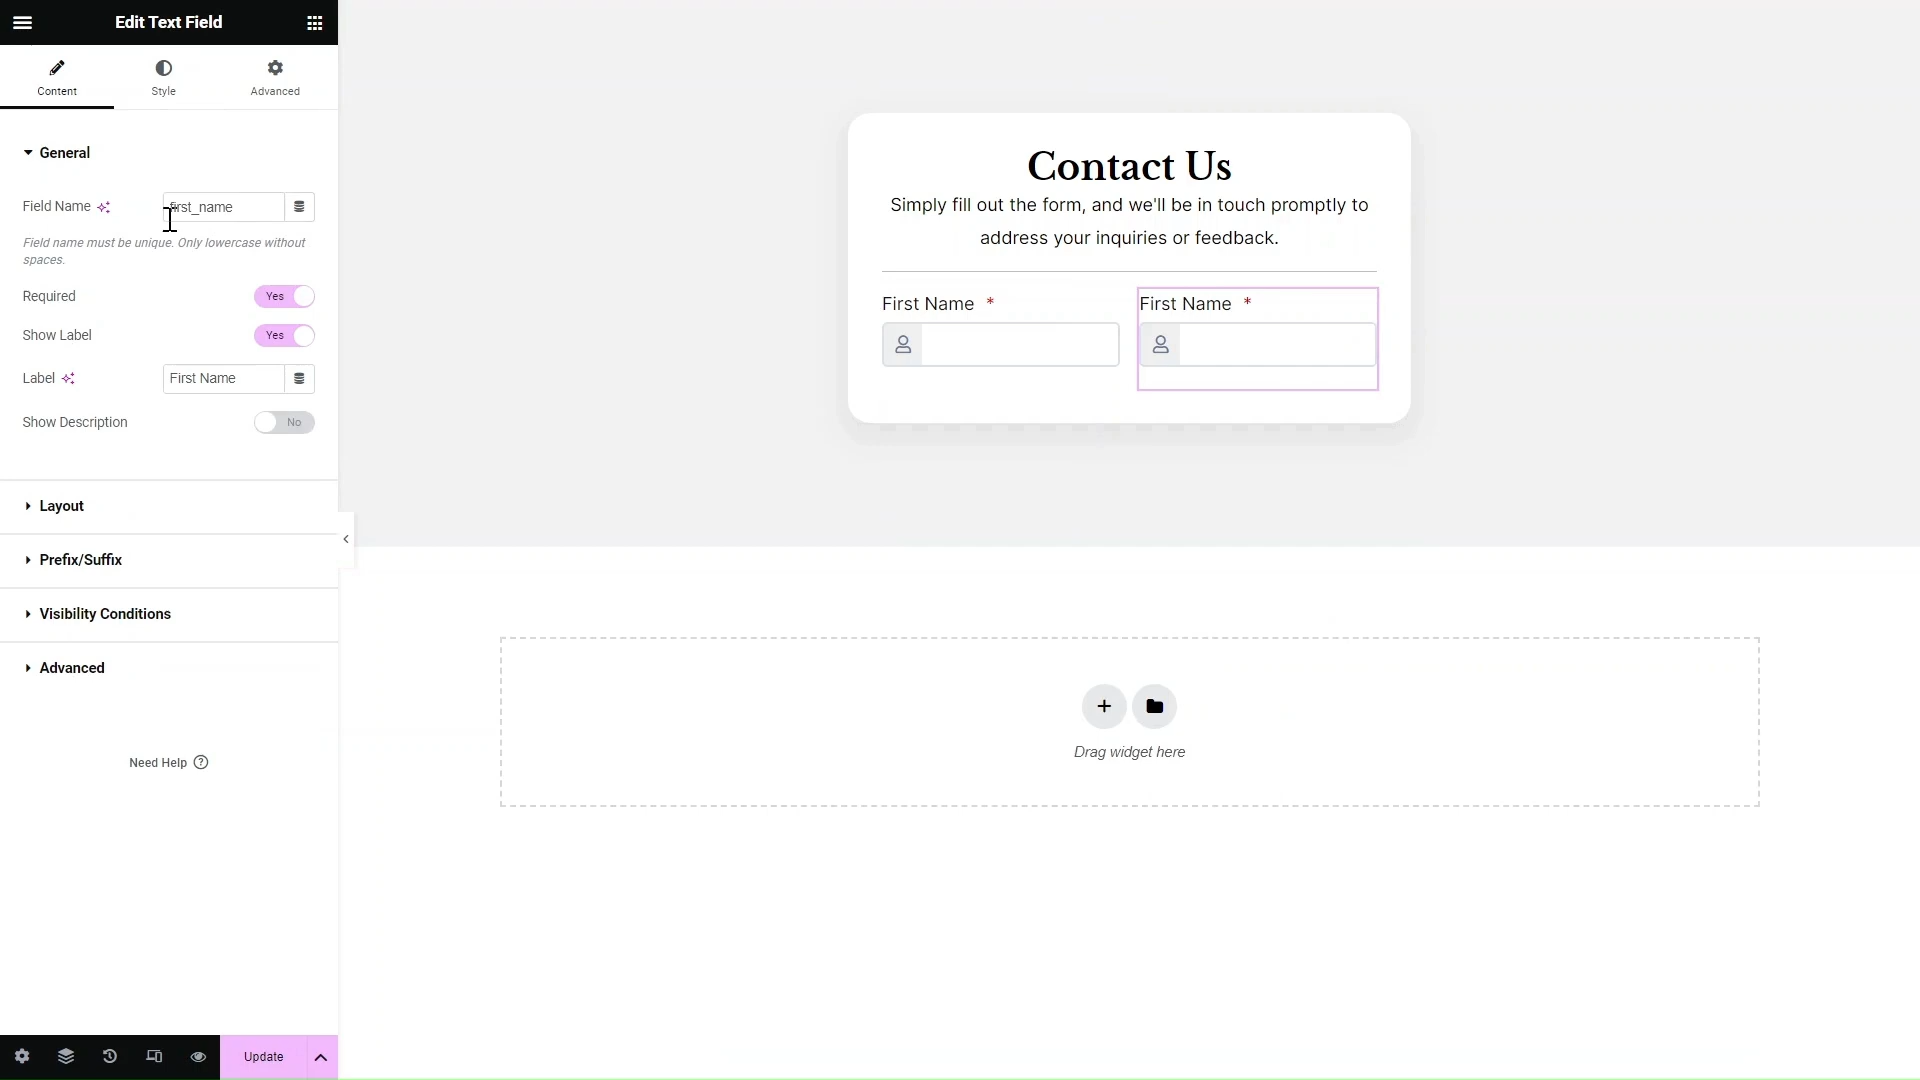 Edit Text Field
Content
Style
Advanced
General
Field Name
first_name
Field name must be unique. Only lowercase without
spaces.
Required
Yes
Show Label
Yes
Label
First Name
Show Description
No
Layout
Prefix/Suffix
Visibility Conditions
Advanced
Need Help
Update
Contact Us
Simply fill out the form, and we'll be in touch promptly to
address your inquiries or feedback.
First Name *
First Name *
Drag widget here